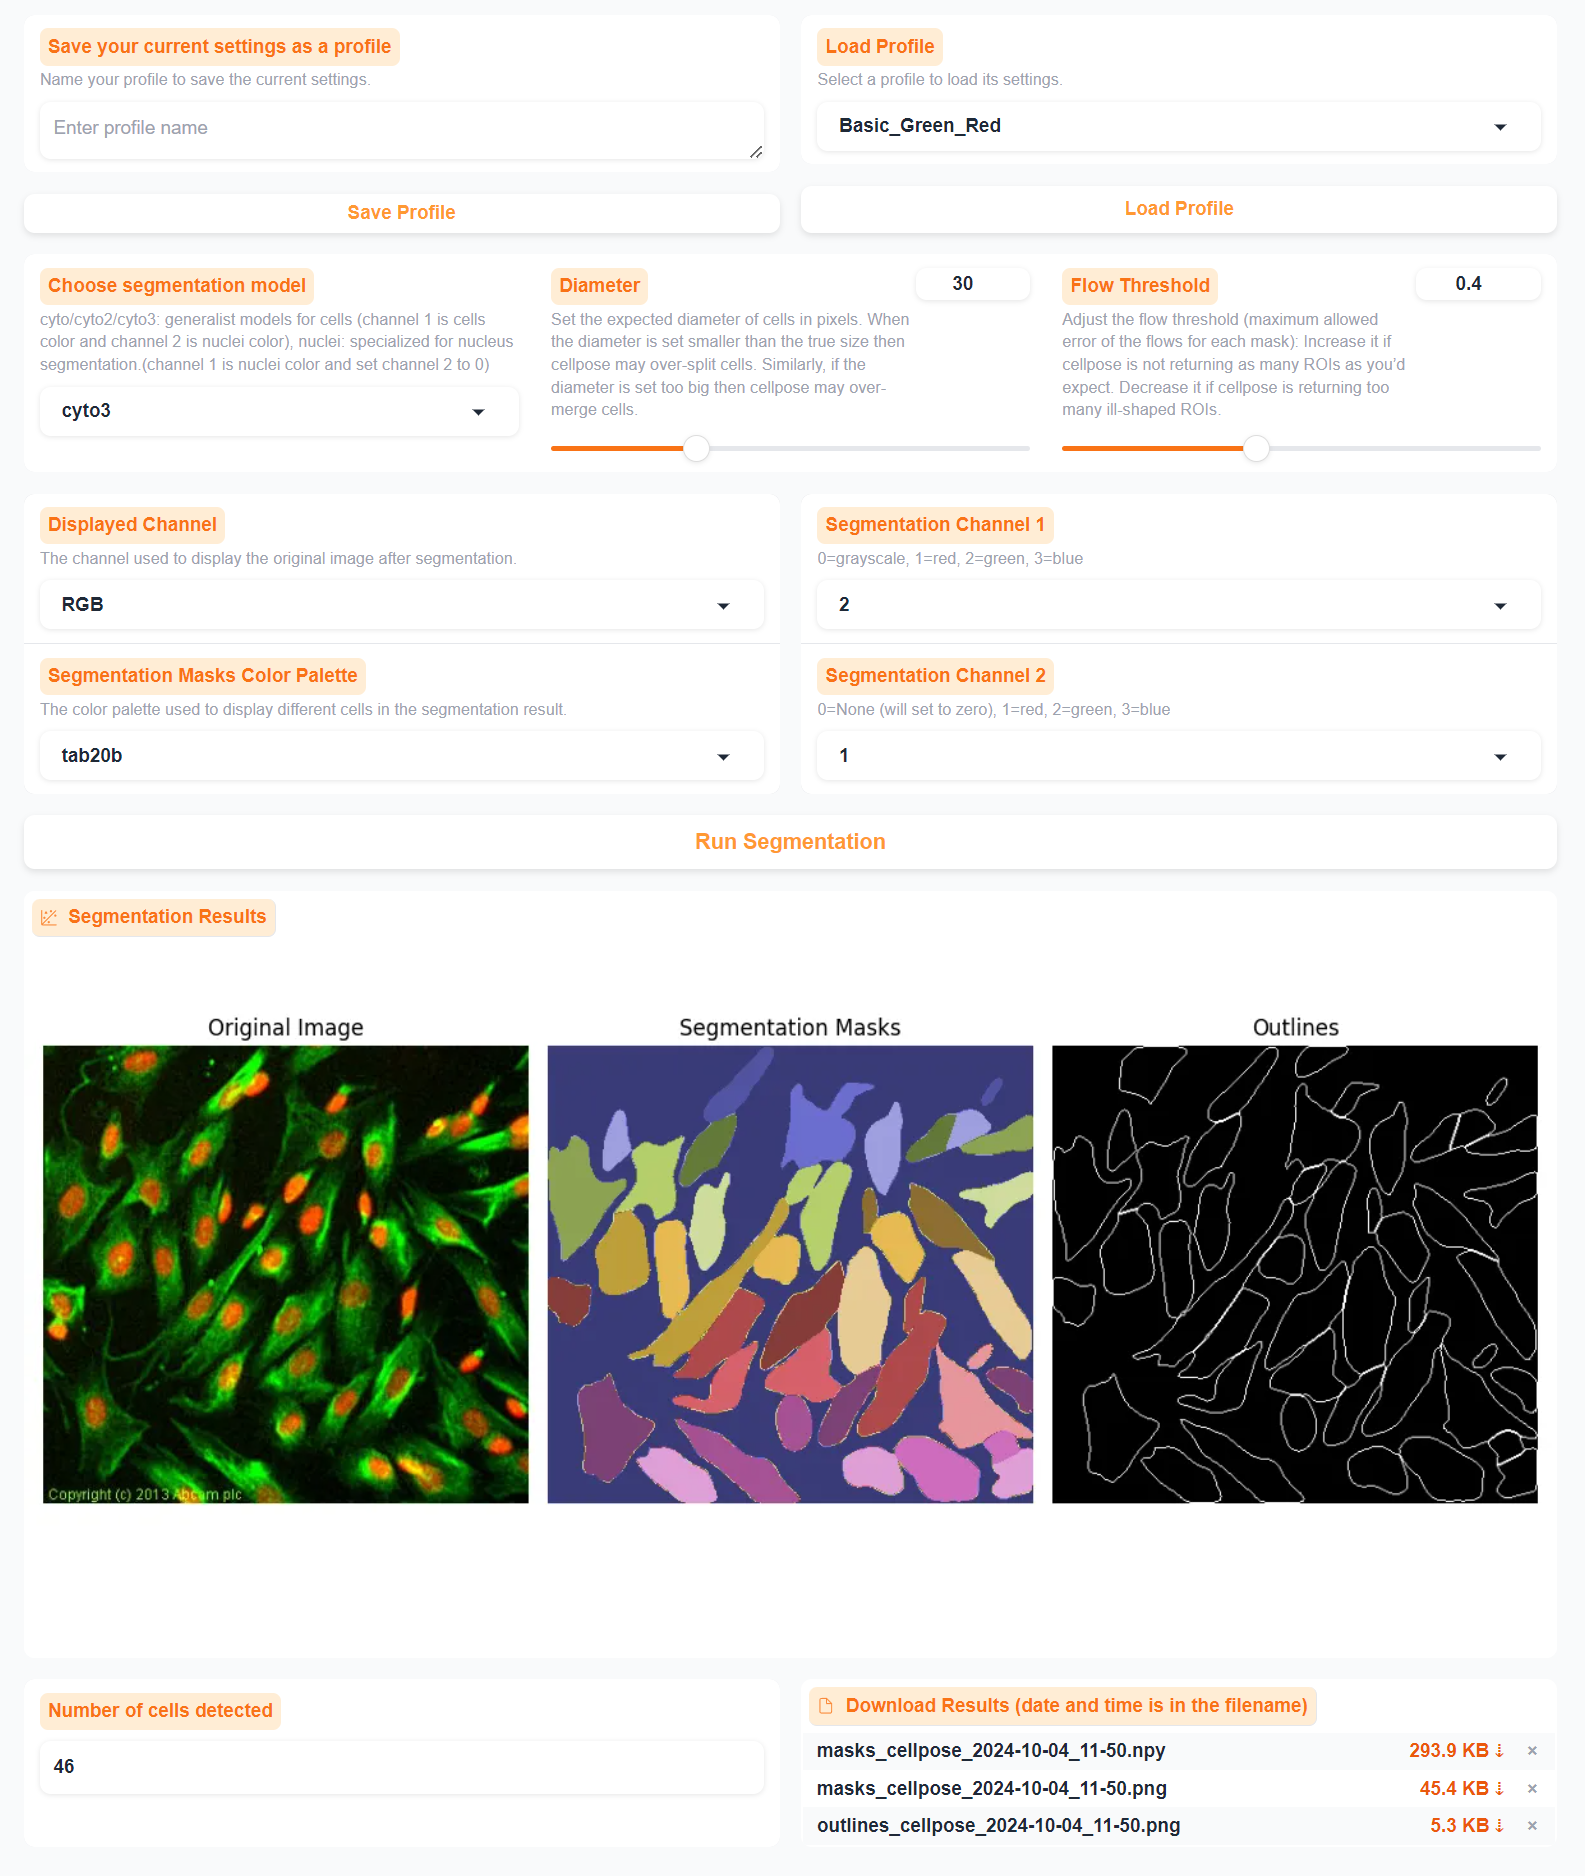 Save your current settings as a profile
Name your profile to save the current settings.
Enter profile name
Save Profile
Load Profile
Select a profile to load its settings.
Basic_Green_Red
Load Profile
Choose segmentation model
cyto/cyto2/cyto3: generalist models for cells (channel 1 is cells
color and channel 2 is nuclei color), nuclei: specialized for nucleus
segmentation.(channel 1 is nuclei color and set channel 2 to 0)
cyto3
Diameter
30
Set the expected diameter of cells in pixels. When
the diameter is set smaller than the true size then
cellpose may over-split cells. Similarly, if the
diameter is set too big then cellpose may over-
merge cells.
Flow Threshold
0.4
Adjust the flow threshold (maximum allowed
error of the flows for each mask): Increase it if
cellpose is not returning as many ROIs as you'd
expect. Decrease it if cellpose is returning too
many ill-shaped ROIs.
Displayed Channel
The channel used to display the original image after segmentation.
RGB
Segmentation Masks Color Palette
The color palette used to display different cells in the segmentation result.
tab20b
Segmentation Channel 1
0=grayscale, 1=red, 2=green, 3=blue
2
Segmentation Channel 2
0=None (will set to zero), 1=red, 2=green, 3=blue
1
Run Segmentation
Segmentation Results
Original Image
Segmentation Masks
Outlines
Copyright (c) 2013 Abcam plc
Number of cells detected
46
Download Results (date and time is in the filename)
masks_cellpose_2024-10-04_11-50.npy 293.9 KB ⇣ ×
masks_cellpose_2024-10-04_11-50.png 45.4 KB ⇣ ×
outlines_cellpose_2024-10-04_11-50.png 5.3 KB ⇣ ×